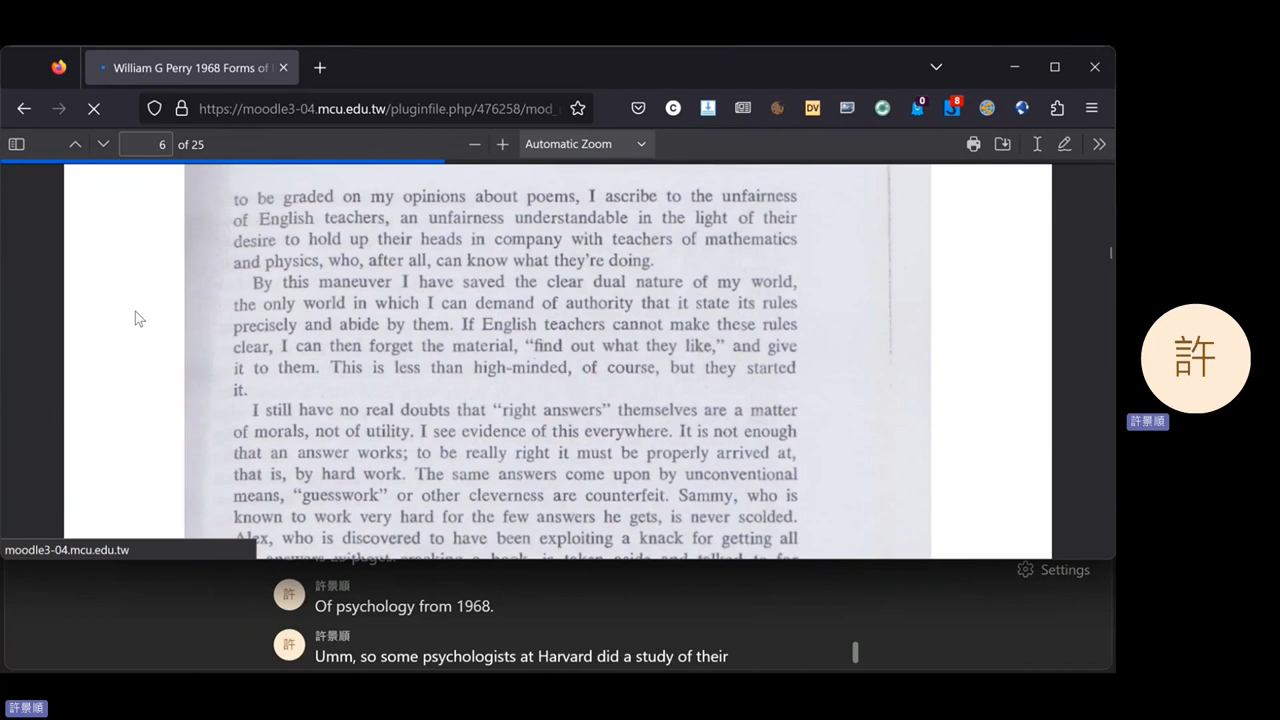 William G Perry 1968 Forms of
https://moodle3-04.mcu.edu.tw/pluginfile.php/476258/mod_
0
8
C
DV
6 of 25
Automatic Zoom
to be graded on my opinions about poems, I ascribe to the unfairness
of English teachers, an unfairness understandable in the light of their
desire to hold up their heads in company with teachers of mathematics
and physics, who, after all, can know what they're doing.
By this maneuver I have saved the clear dual nature of my world,
the only world in which I can demand of authority that it state its rules
precisely and abide by them. If English teachers cannot make these rules
clear, I can then forget the material, "find out what they like," and give
it to them. This is less than high-minded, of course, but they started
it.
I still have no real doubts that "right answers" themselves are a matter
of morals, not of utility. I see evidence of this everywhere. It is not enough
that an answer works; to be really right it must be properly arrived at,
that is, by hard work. The same answers come upon by unconventional
means, "guesswork" or other cleverness are counterfeit. Sammy, who is
known to work very hard for the few answers he gets, is never scolded.
Alex, who is discovered to have been exploiting a knack for getting all
moodle3-04.mcu.edu.tw
Settings
許
許景順
Of psychology from 1968.
許
許景順
Umm, so some psychologists at Harvard did a study of their
許
許景順
許景順